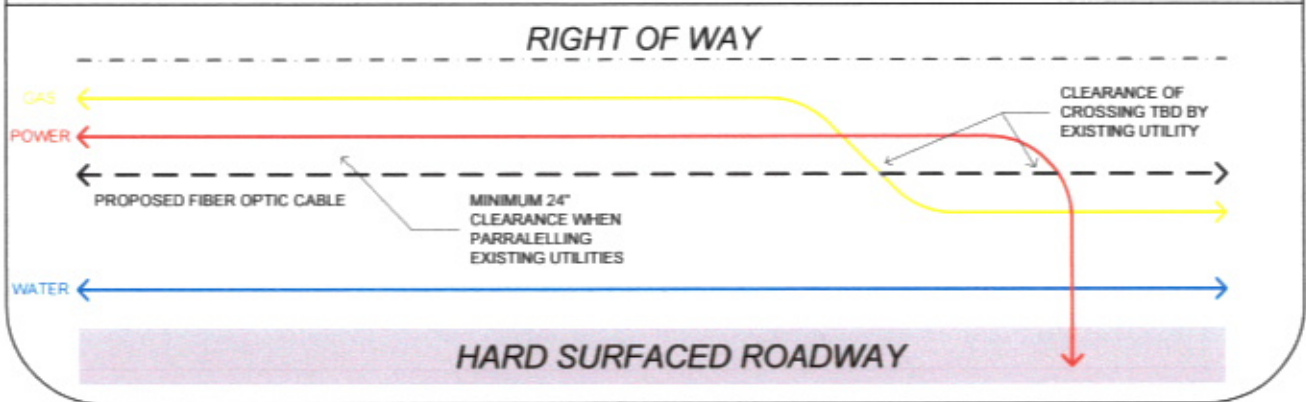 RIGHT OF WAY
GAS
CLEARANCE OF
CROSSING TBD BY
EXISTING UTILITY
POWER
PROPOSED FIBER OPTIC CABLE
MINIMUM 24"
CLEARANCE WHEN
PARRALELLING
EXISTING UTILITIES
WATER
HARD SURFACED ROADWAY